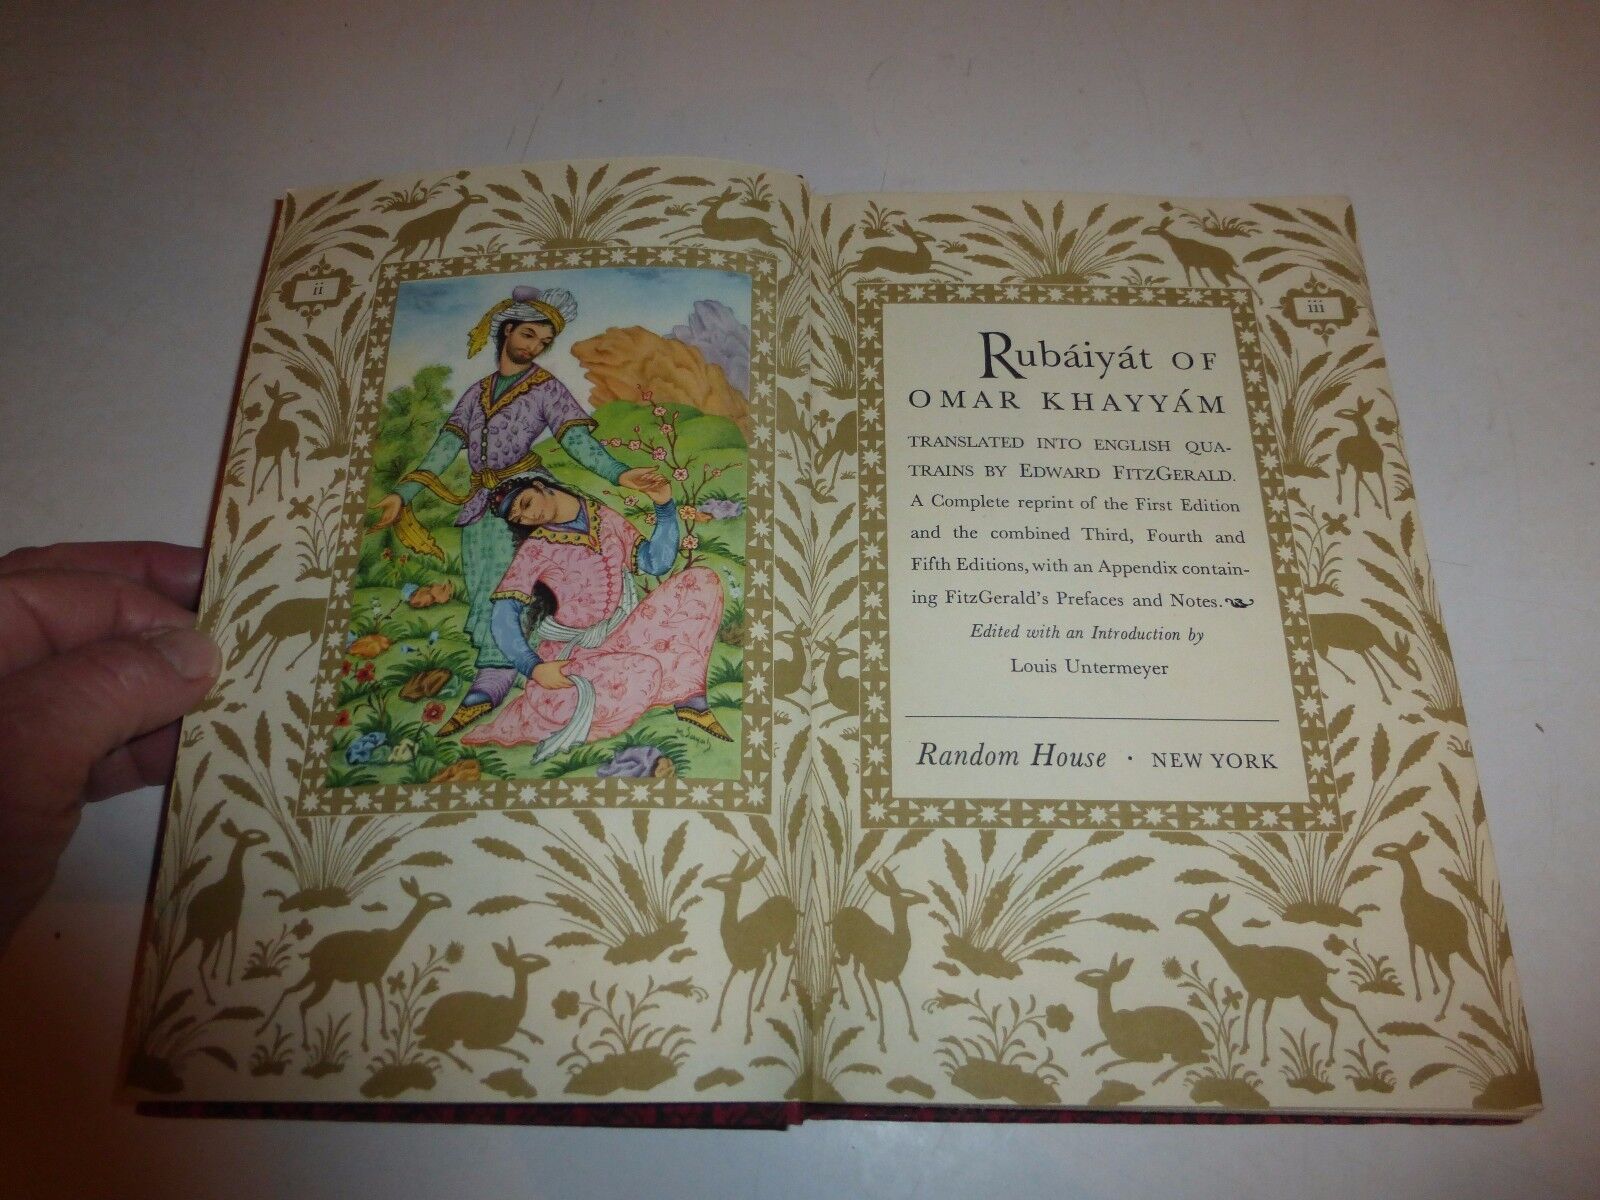 ii
iii
Rubáiyát OF
OMAR KHAYYÁM
TRANSLATED INTO ENGLISH QUA-
TRAINS BY EDWARD FITZGERALD.
A Complete reprint of the First Edition
and the combined Third, Fourth and
Fifth Editions, with an Appendix contain-
ing FitzGerald's Prefaces and Notes.
Edited with an Introduction by
Louis Untermeyer
Random House · NEW YORK